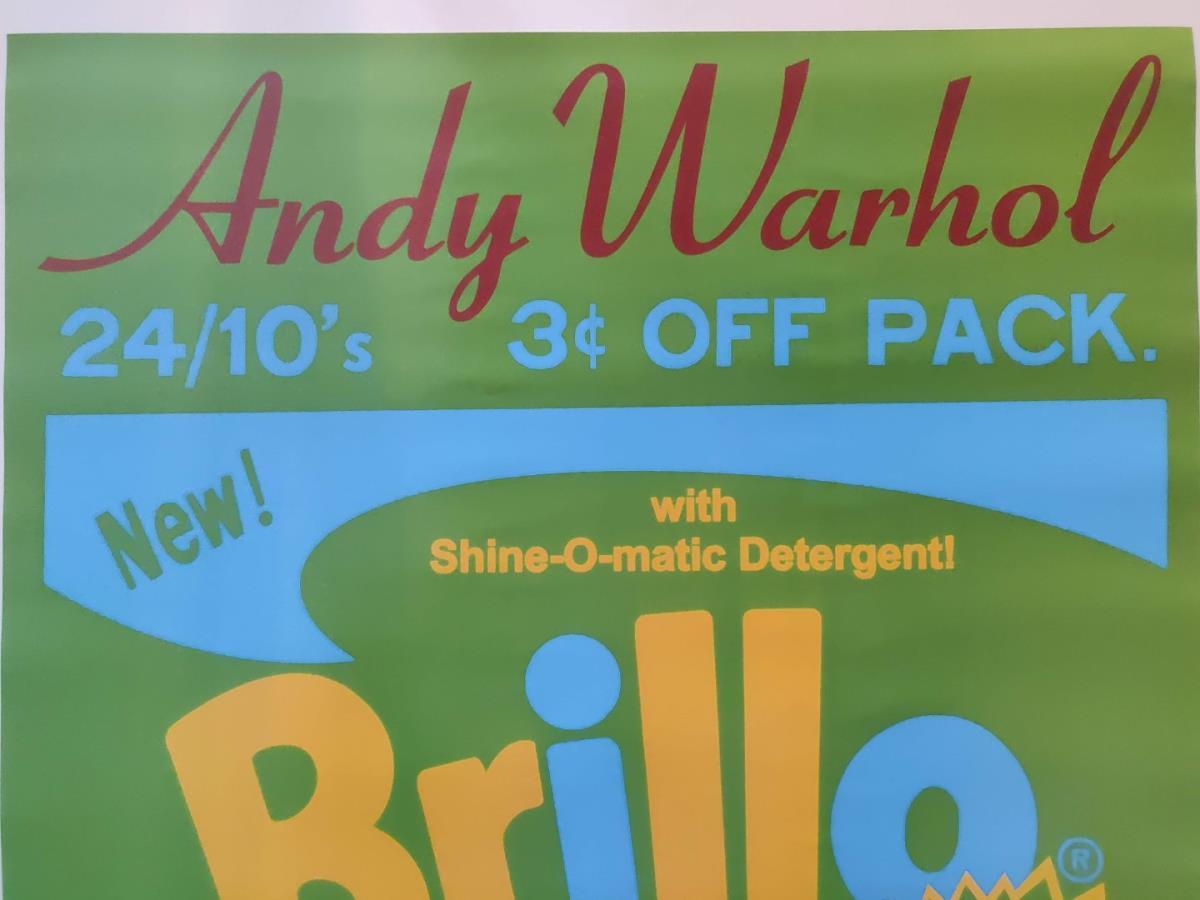 Andy Warhol
24/10's 3¢ OFF PACK.
New!
with
Shine-O-matic Detergent!
Brillo®